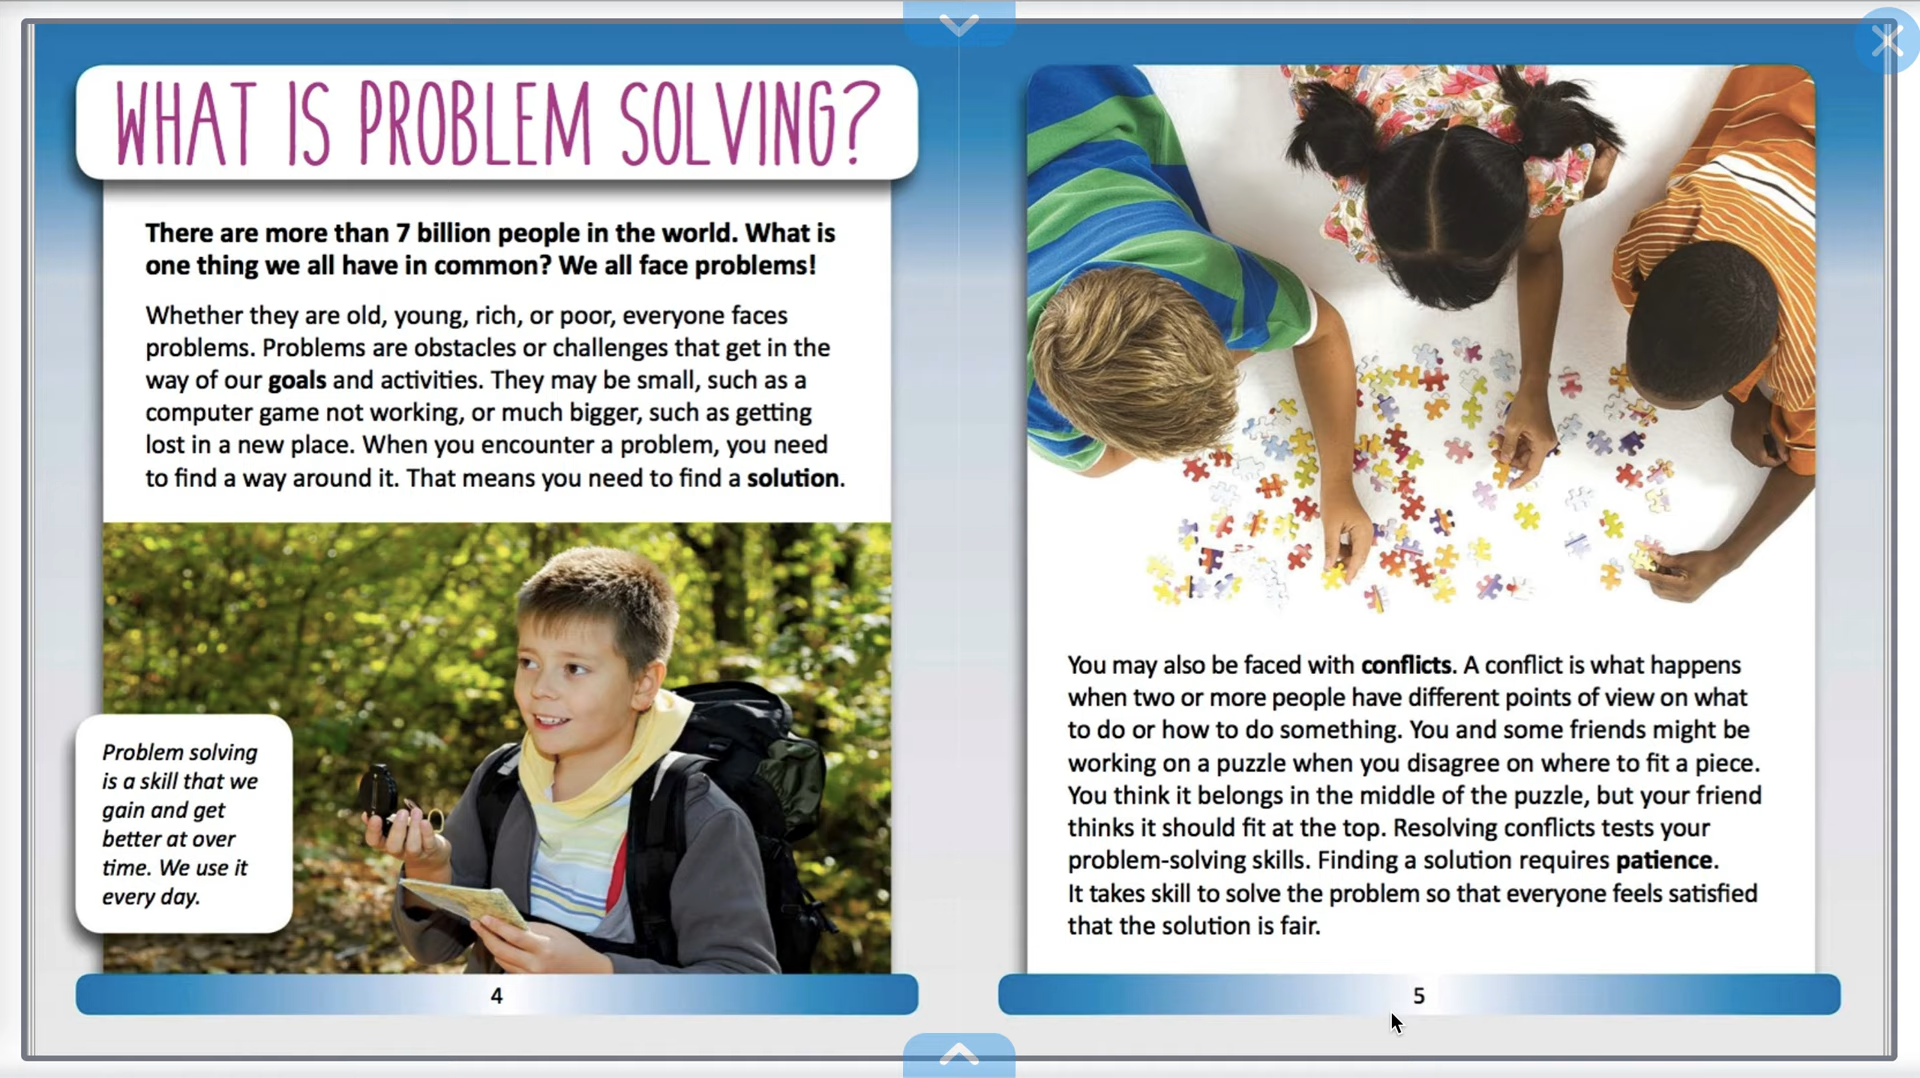 WHAT IS PROBLEM SOLVING?
There are more than 7 billion people in the world. What is
one thing we all have in common? We all face problems!
Whether they are old, young, rich, or poor, everyone faces
problems. Problems are obstacles or challenges that get in the
way of our goals and activities. They may be small, such as a
computer game not working, or much bigger, such as getting
lost in a new place. When you encounter a problem, you need
to find a way around it. That means you need to find a solution.
Problem solving
is a skill that we
gain and get
better at over
time. We use it
every day.
4
You may also be faced with conflicts. A conflict is what happens
when two or more people have different points of view on what
to do or how to do something. You and some friends might be
working on a puzzle when you disagree on where to fit a piece.
You think it belongs in the middle of the puzzle, but your friend
thinks it should fit at the top. Resolving conflicts tests your
problem-solving skills. Finding a solution requires patience.
It takes skill to solve the problem so that everyone feels satisfied
that the solution is fair.
5